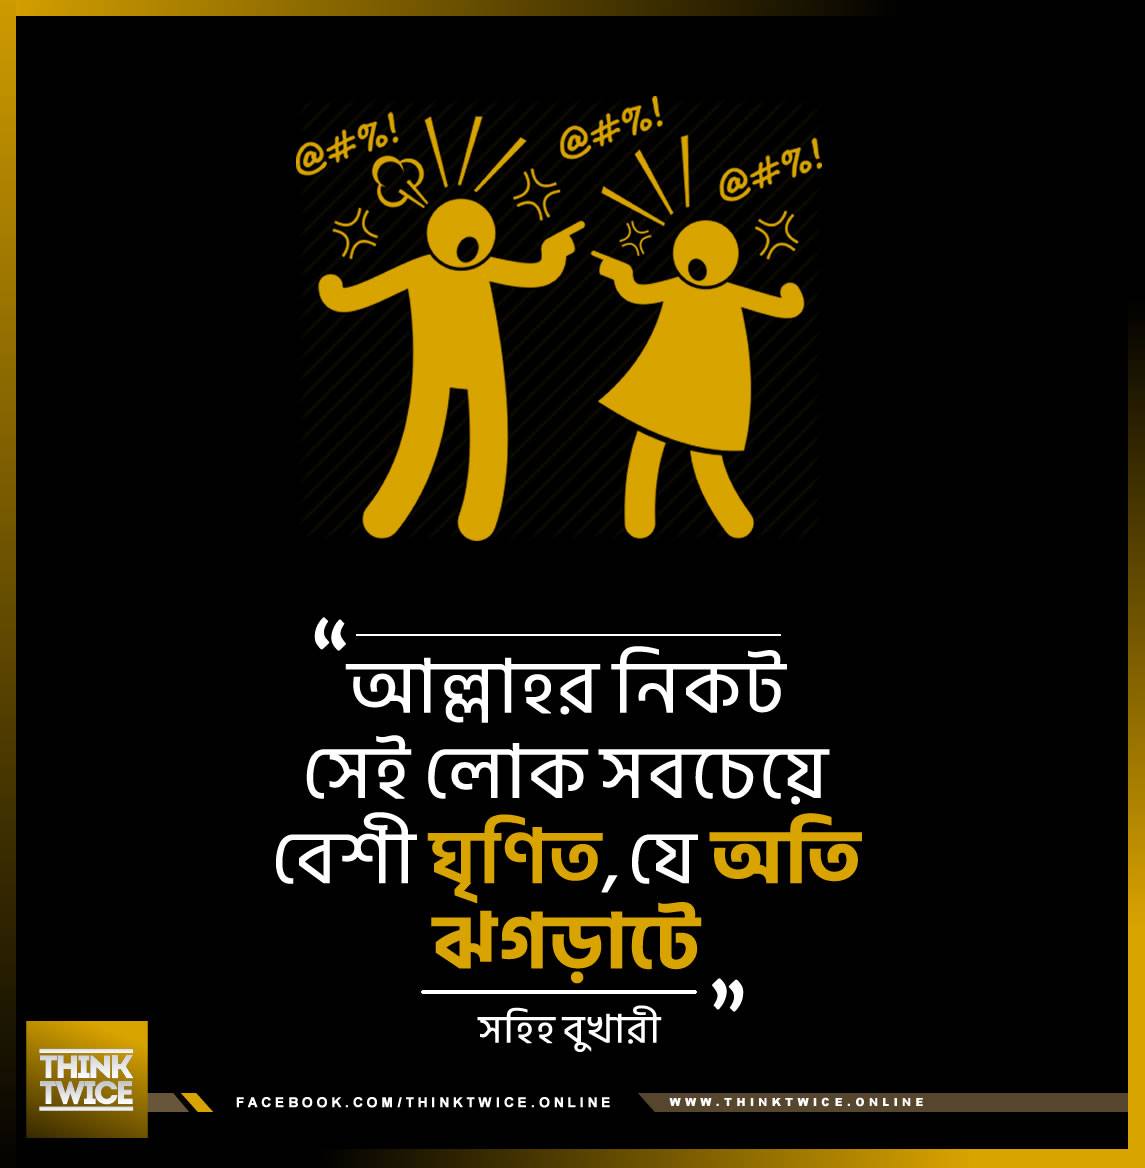 @#%!
@#%!
@#%!
“
আল্লাহর নিকট
সেই লোক সবচেয়ে
বেশী ঘৃণিত, যে অতি
ঝগড়াটে
”
সহিহ বুখারী
THINK
TWICE
FACEBOOK.COM/THINKTWICE.ONLINE
WWW.THINKTWICE.ONLINE